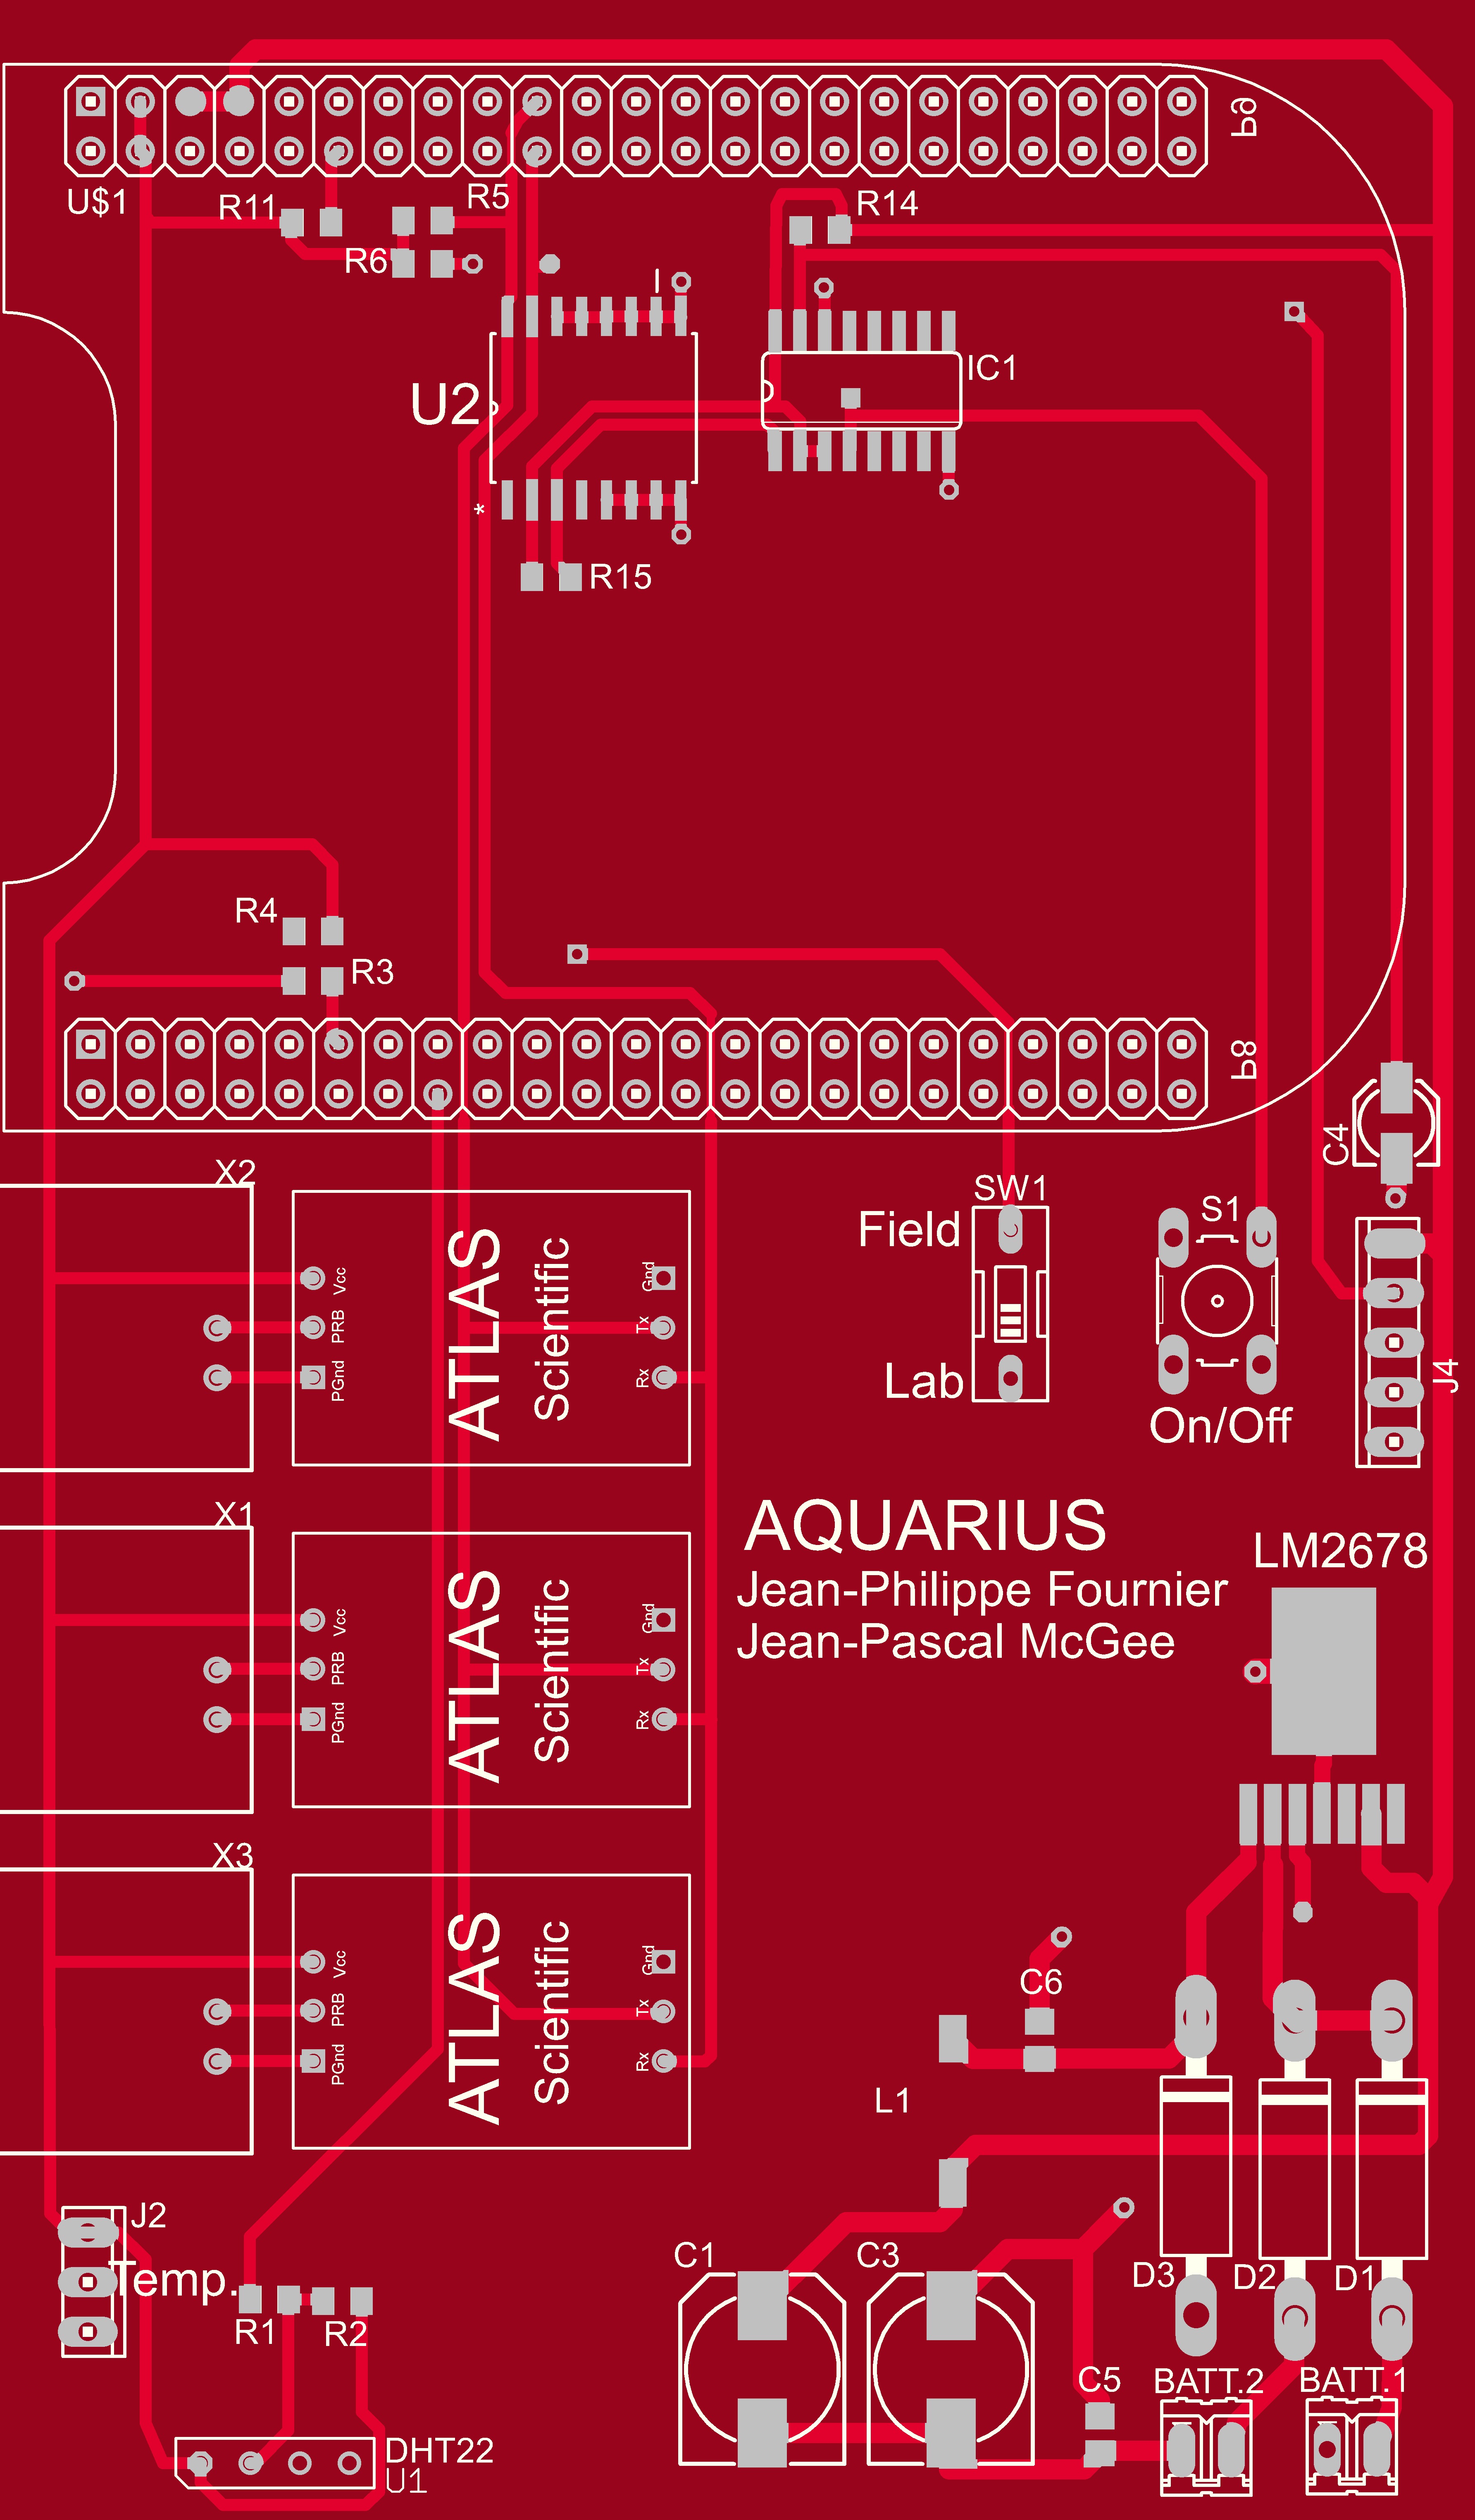 P9
U$1
R11
R5
R14
R6
IC1
U2
*
R15
R4
R3
P8
C4
X2
SW1
S1
Field
ATLAS
Scientific
Vcc
PRB
PGnd
Gnd
Tx
Rx
Lab
J4
On/Off
X1
AQUARIUS
LM2678
Jean-Philippe Fournier
Jean-Pascal McGee
ATLAS
Scientific
Vcc
PRB
PGnd
Gnd
Tx
Rx
X3
ATLAS
Scientific
Vcc
PRB
PGnd
Gnd
Tx
Rx
C6
L1
J2
C1
C3
Temp.
D3
D2
D1
R1
R2
C5
BATT.2
BATT.1
DHT22
U1